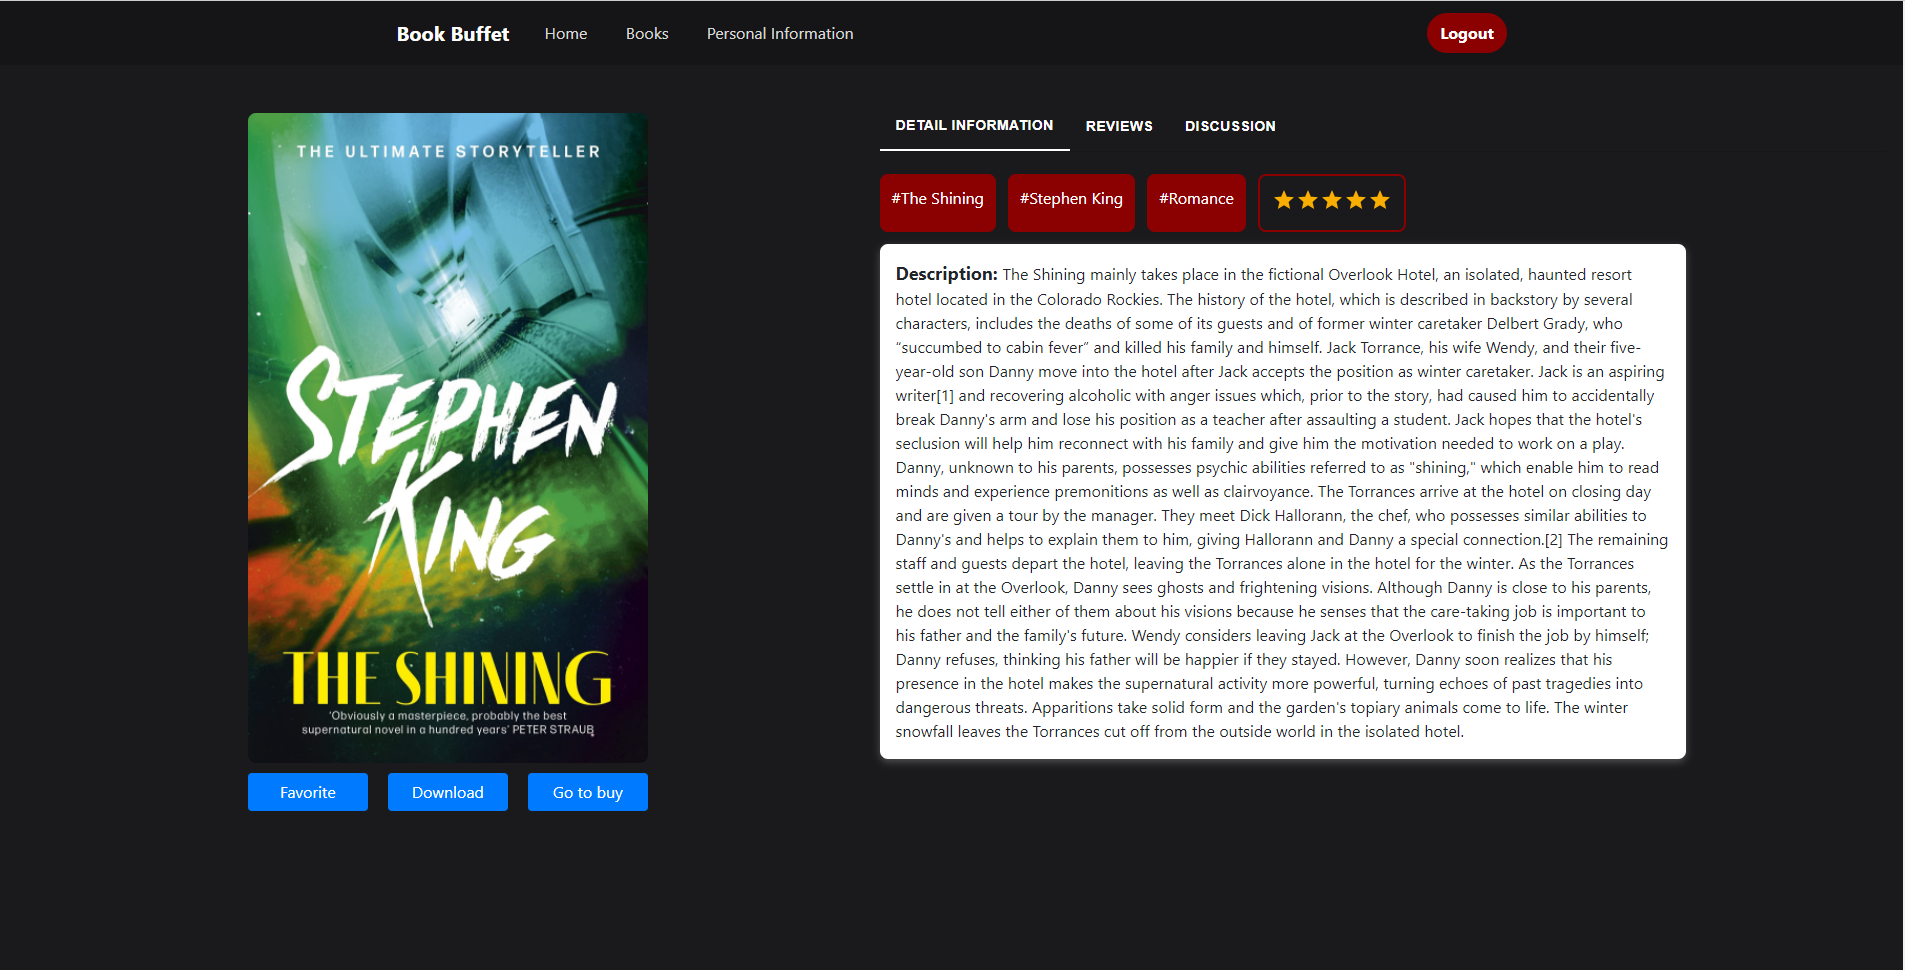 Book Buffet Home Books Personal Information Logout
THE ULTIMATE STORYTELLER
STEPHEN
KING
THE SHINING
'Obviously a masterpiece, probably the best
supernatural novel in a hundred years' PETER STRAUB
Favorite Download Go to buy
DETAIL INFORMATION REVIEWS DISCUSSION
#The Shining #Stephen King #Romance
Description: The Shining mainly takes place in the fictional Overlook Hotel, an isolated, haunted resort
hotel located in the Colorado Rockies. The history of the hotel, which is described in backstory by several
characters, includes the deaths of some of its guests and of former winter caretaker Delbert Grady, who
“succumbed to cabin fever” and killed his family and himself. Jack Torrance, his wife Wendy, and their five-
year-old son Danny move into the hotel after Jack accepts the position as winter caretaker. Jack is an aspiring
writer[1] and recovering alcoholic with anger issues which, prior to the story, had caused him to accidentally
break Danny's arm and lose his position as a teacher after assaulting a student. Jack hopes that the hotel's
seclusion will help him reconnect with his family and give him the motivation needed to work on a play.
Danny, unknown to his parents, possesses psychic abilities referred to as "shining," which enable him to read
minds and experience premonitions as well as clairvoyance. The Torrances arrive at the hotel on closing day
and are given a tour by the manager. They meet Dick Hallorann, the chef, who possesses similar abilities to
Danny's and helps to explain them to him, giving Hallorann and Danny a special connection.[2] The remaining
staff and guests depart the hotel, leaving the Torrances alone in the hotel for the winter. As the Torrances
settle in at the Overlook, Danny sees ghosts and frightening visions. Although Danny is close to his parents,
he does not tell either of them about his visions because he senses that the care-taking job is important to
his father and the family's future. Wendy considers leaving Jack at the Overlook to finish the job by himself;
Danny refuses, thinking his father will be happier if they stayed. However, Danny soon realizes that his
presence in the hotel makes the supernatural activity more powerful, turning echoes of past tragedies into
dangerous threats. Apparitions take solid form and the garden's topiary animals come to life. The winter
snowfall leaves the Torrances cut off from the outside world in the isolated hotel.